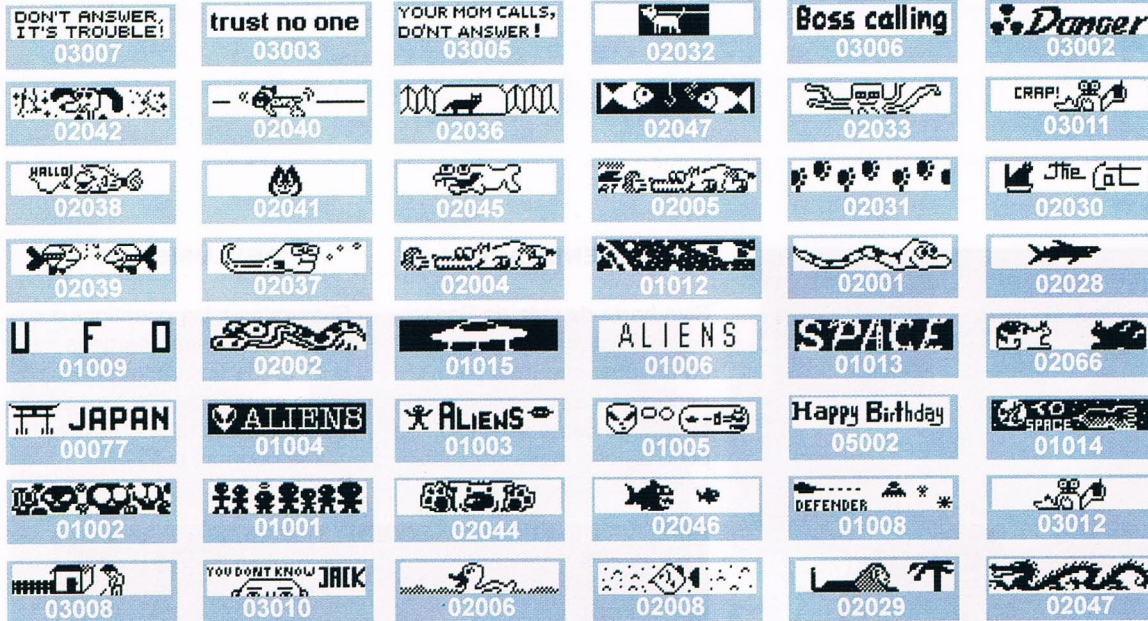 DON'T ANSWER,
IT'S TROUBLE!
03007
trust no one
03003
YOUR MOM CALLS,
DO'NT ANSWER!
03005
02032
Boss calling
03006
Danger
03002
02042
02040
02036
02047
02033
CRAP!
03011
HALLO!
02038
02041
02045
02005
02031
The Cat
02030
02039
02037
02004
01012
02001
02028
U F O
01009
02002
01015
ALIENS
01006
SPACE
01013
02066
JAPAN
00077
ALIENS
01004
ALIENS
01003
01005
Happy Birthday
05002
SPACE
01014
01002
01001
02044
02046
DEFENDER
01008
03012
03008
YOU DONT KNOW JACK
03010
02006
02008
02029
02047